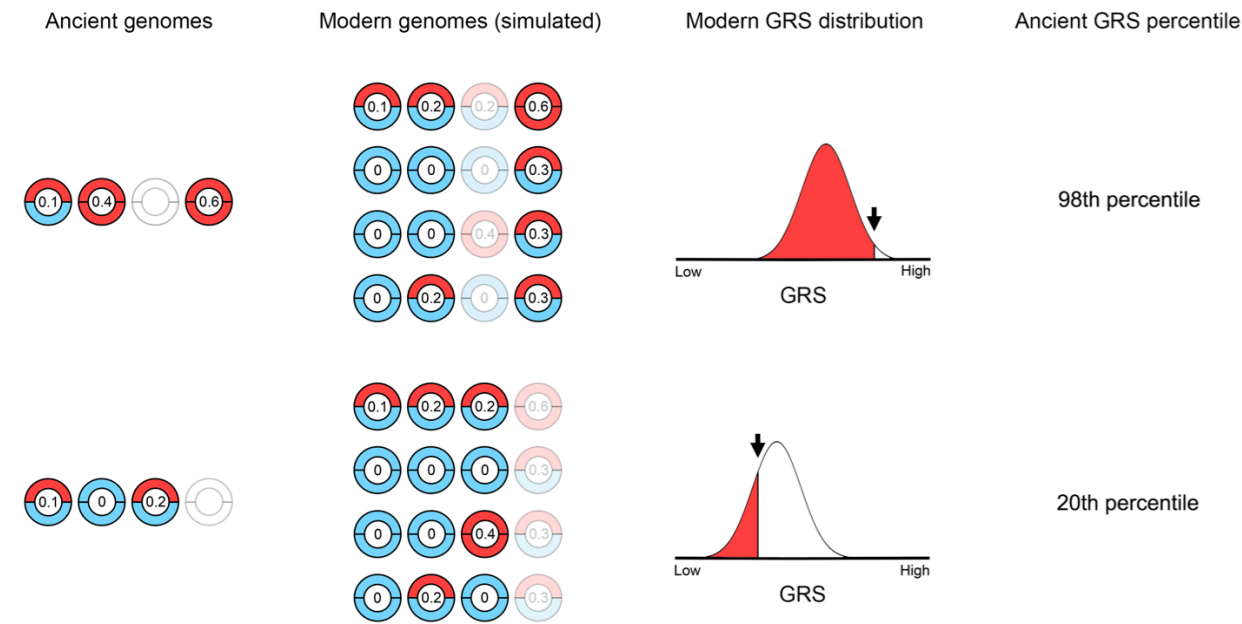 Ancient genomes
Modern genomes (simulated)
Modern GRS distribution
Ancient GRS percentile
0.1 0.2 0.2 0.6
0 0 0 0.3
0.1 0.4 0.6
0 0 0.4 0.3
0 0.2 0 0.3
Low
High
GRS
98th percentile
0.1 0.2 0.2 0.6
0 0 0 0.3
0.1 0 0.2
0 0 0.4 0.3
0 0.2 0 0.3
Low
High
GRS
20th percentile